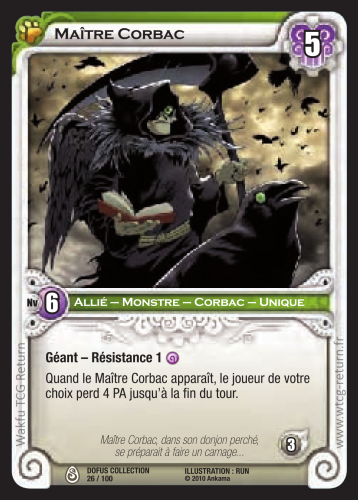 Maître Corbac
5
Nv 6
Allié – Monstre – Corbac – Unique
Géant – Résistance 1
Quand le Maître Corbac apparaît, le joueur de votre
choix perd 4 PA jusqu'à la fin du tour.
Maître Corbac, dans son donjon perché,
se préparait à faire un carnage...
3
DOFUS COLLECTION
26 / 100
ILLUSTRATION : RUN
© 2010 Ankama
Wakfu TCG Return
www.wtcg-return.fr